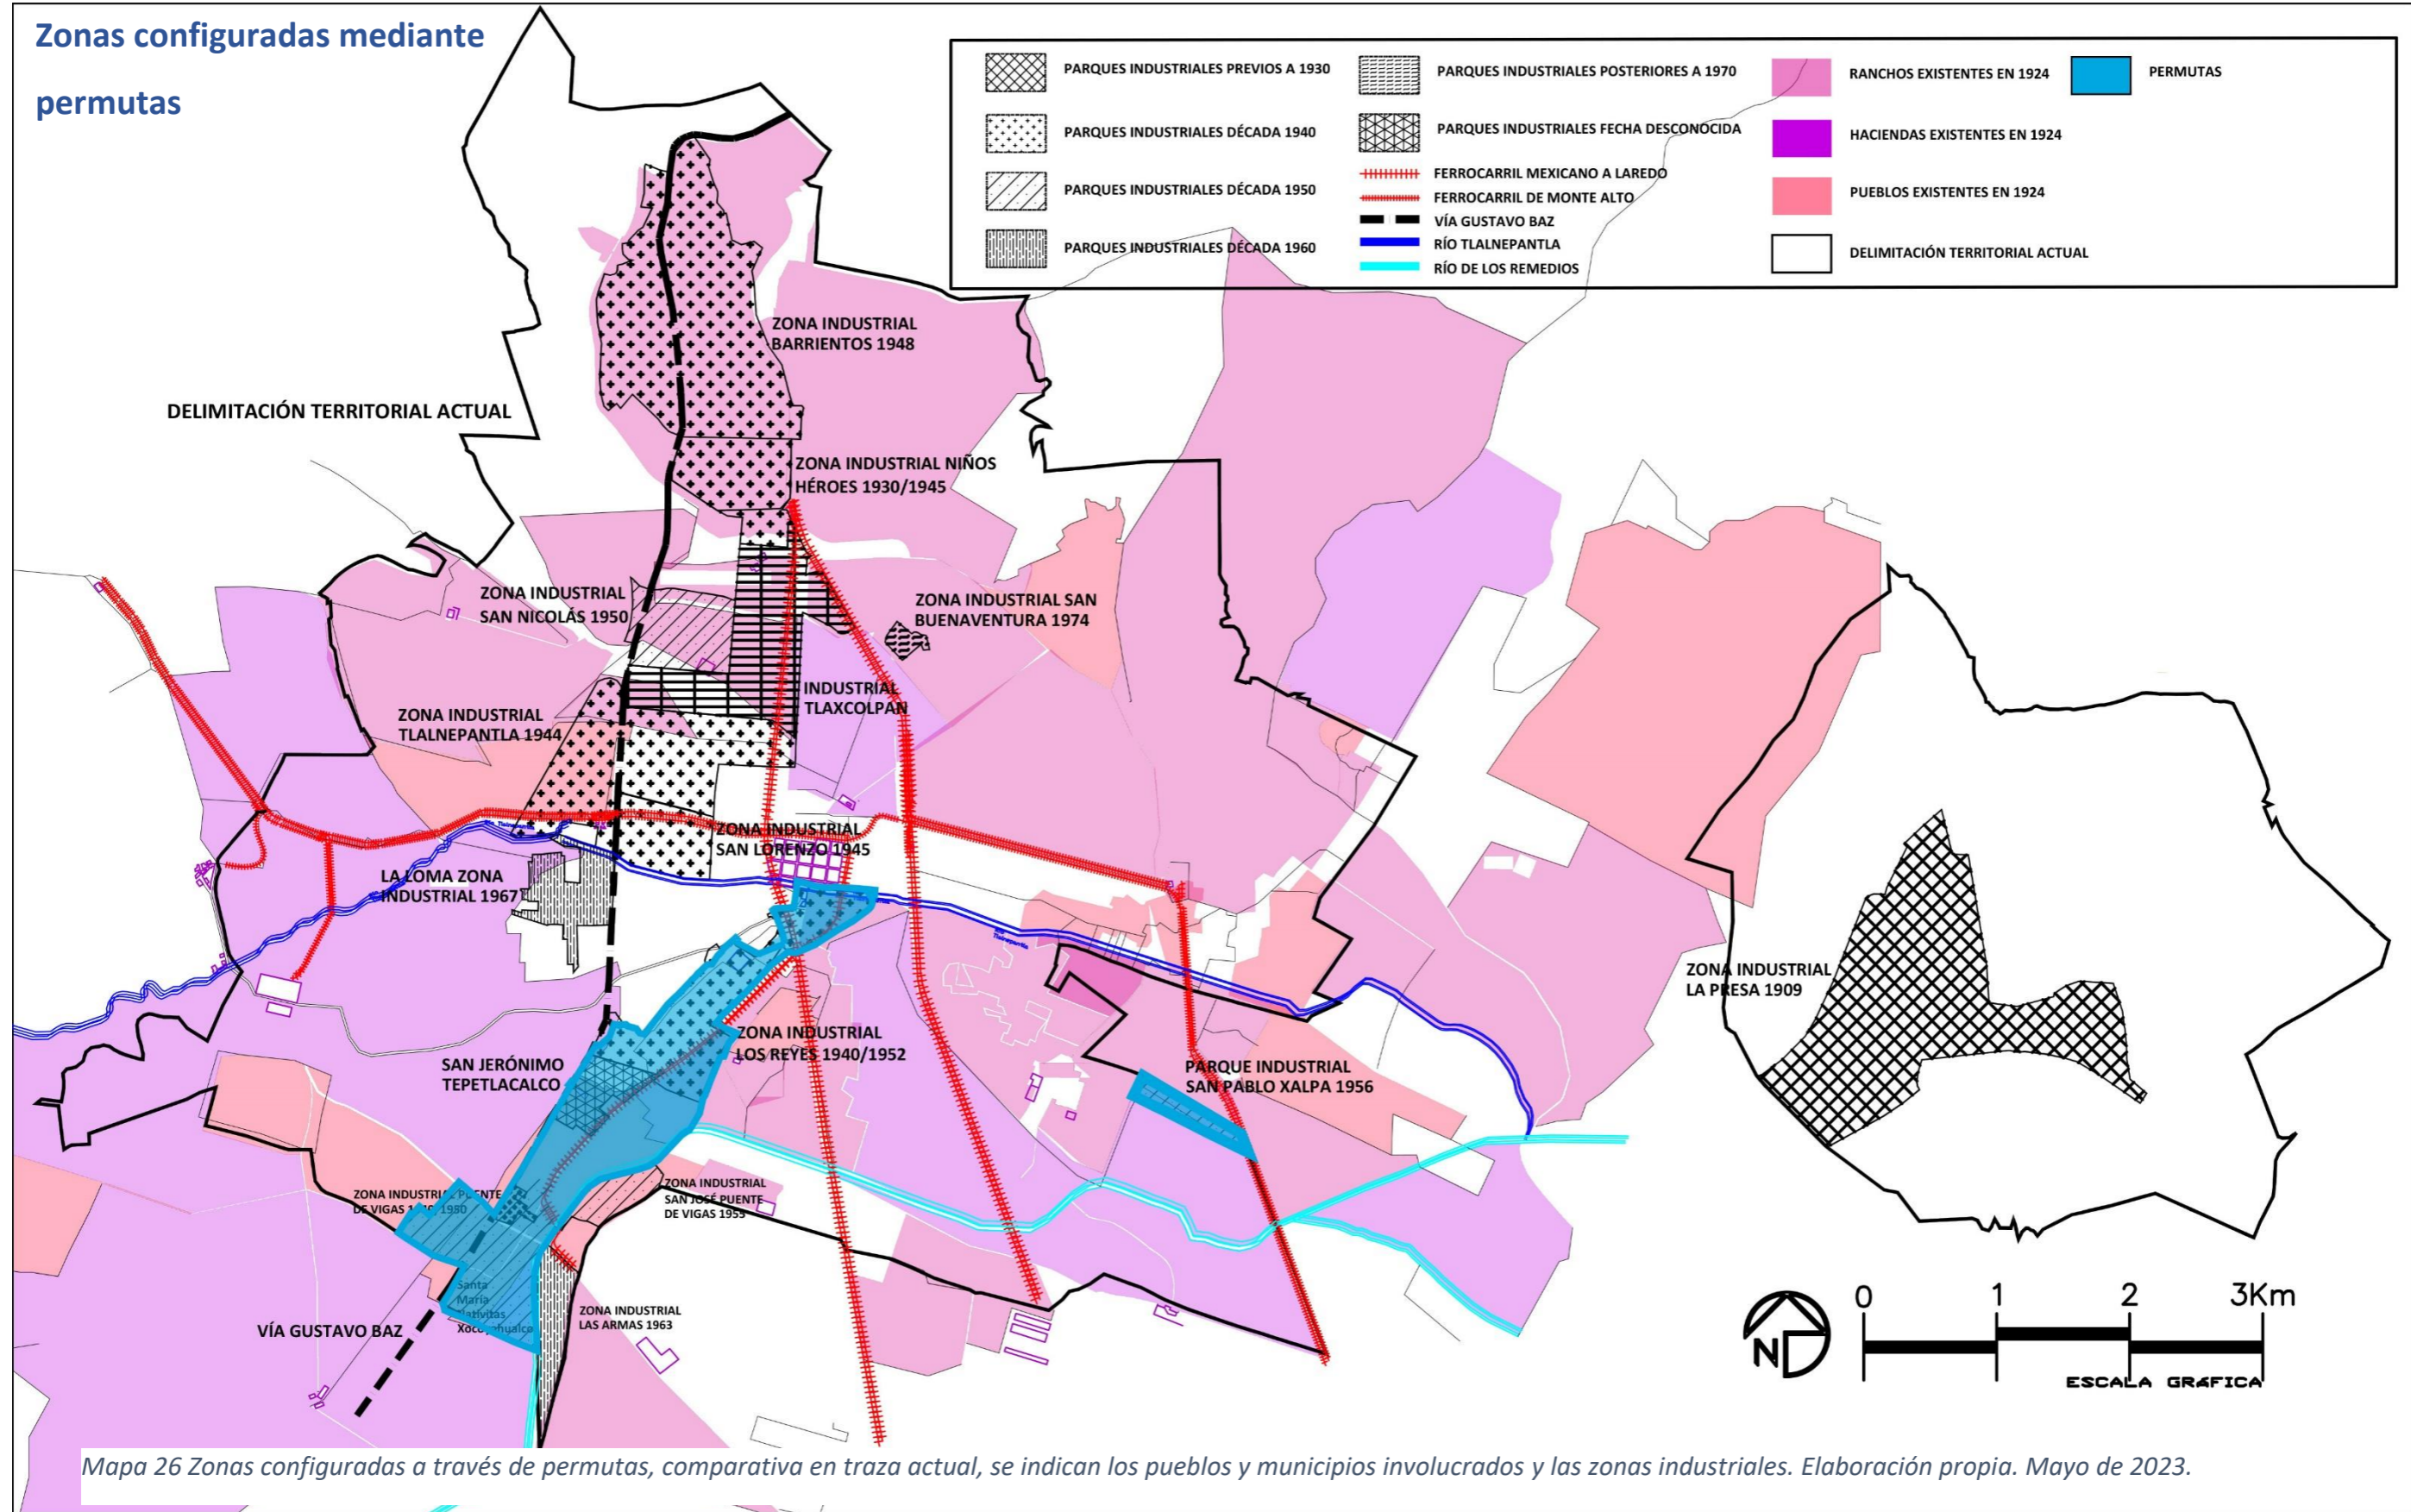 Zonas configuradas mediante
permutas
PARQUES INDUSTRIALES PREVIOS A 1930
PARQUES INDUSTRIALES DÉCADA 1940
PARQUES INDUSTRIALES DÉCADA 1950
PARQUES INDUSTRIALES DÉCADA 1960
PARQUES INDUSTRIALES POSTERIORES A 1970
PARQUES INDUSTRIALES FECHA DESCONOCIDA
FERROCARRIL MEXICANO A LAREDO
FERROCARRIL DE MONTE ALTO
VÍA GUSTAVO BAZ
RÍO TLALNEPANTLA
RÍO DE LOS REMEDIOS
RANCHOS EXISTENTES EN 1924
HACIENDAS EXISTENTES EN 1924
PUEBLOS EXISTENTES EN 1924
DELIMITACIÓN TERRITORIAL ACTUAL
PERMUTAS
ZONA INDUSTRIAL
BARRIENTOS 1948
DELIMITACIÓN TERRITORIAL ACTUAL
ZONA INDUSTRIAL NIÑOS
HÉROES 1930/1945
ZONA INDUSTRIAL
SAN NICOLÁS 1950
ZONA INDUSTRIAL SAN
BUENAVENTURA 1974
INDUSTRIAL
TLAXCOLPAN
ZONA INDUSTRIAL
TLALNEPANTLA 1944
ZONA INDUSTRIAL
SAN LORENZO 1945
LA LOMA ZONA
INDUSTRIAL 1967
ZONA INDUSTRIAL
LA PRESA 1909
ZONA INDUSTRIAL
LOS REYES 1940/1952
SAN JERÓNIMO
TEPETLACALCO
PARQUE INDUSTRIAL
SAN PABLO XALPA 1956
ZONA INDUSTRIAL PUENTE
DE VIGAS 1950
ZONA INDUSTRIAL
SAN JOSÉ PUENTE
DE VIGAS 1953
Santa
María
Nativitas
ZONA INDUSTRIAL
LAS ARMAS 1963
VÍA GUSTAVO BAZ
N
0 1 2 3Km
ESCALA GRÁFICA
Mapa 26 Zonas configuradas a través de permutas, comparativa en traza actual, se indican los pueblos y municipios involucrados y las zonas industriales. Elaboración propia. Mayo de 2023.